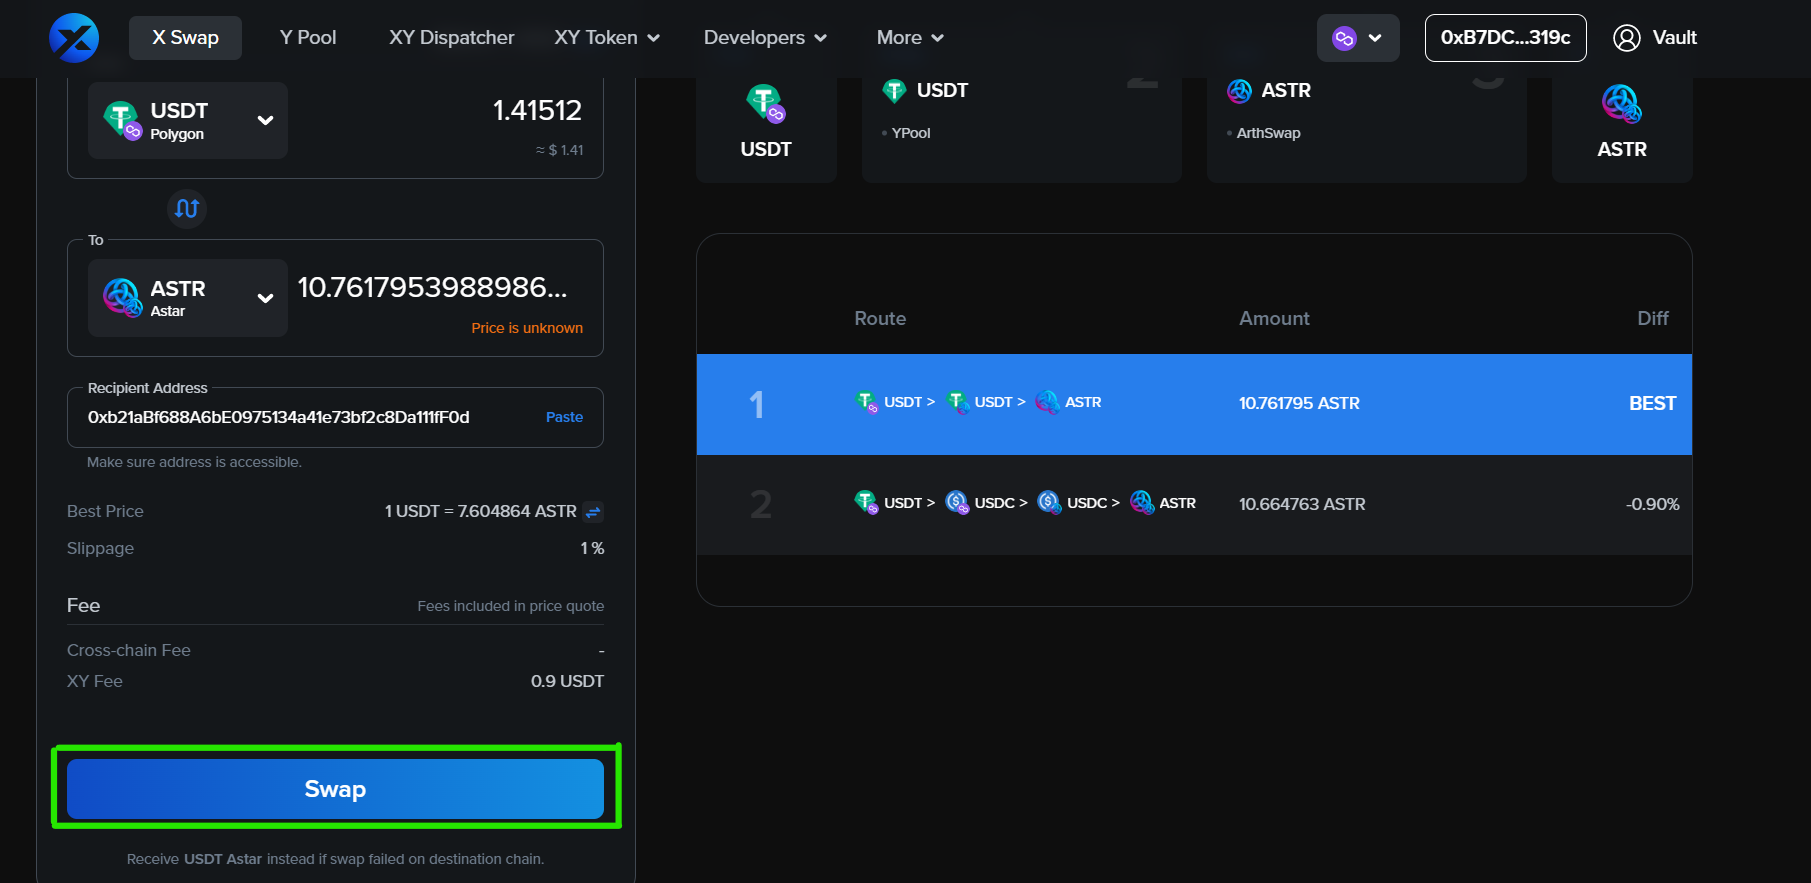 X Swap
Y Pool
XY Dispatcher
XY Token
Developers
More
0xB7DC...319c
Vault
USDT
Polygon
1.41512
≈ $ 1.41
To
ASTR
Astar
10.7617953988986...
Price is unknown
Recipient Address
0xb21aBf688A6bE0975134a41e73bf2c8Da111fF0d
Paste
Make sure address is accessible.
Best Price
1 USDT = 7.604864 ASTR
Slippage
1 %
Fee
Fees included in price quote
Cross-chain Fee
-
XY Fee
0.9 USDT
Swap
Receive USDT Astar instead if swap failed on destination chain.
USDT
2
USDT
• YPool
3
ASTR
• ArthSwap
ASTR
Route
Amount
Diff
1
USDT >
USDT >
ASTR
10.761795 ASTR
BEST
2
USDT >
USDC >
USDC >
ASTR
10.664763 ASTR
-0.90%